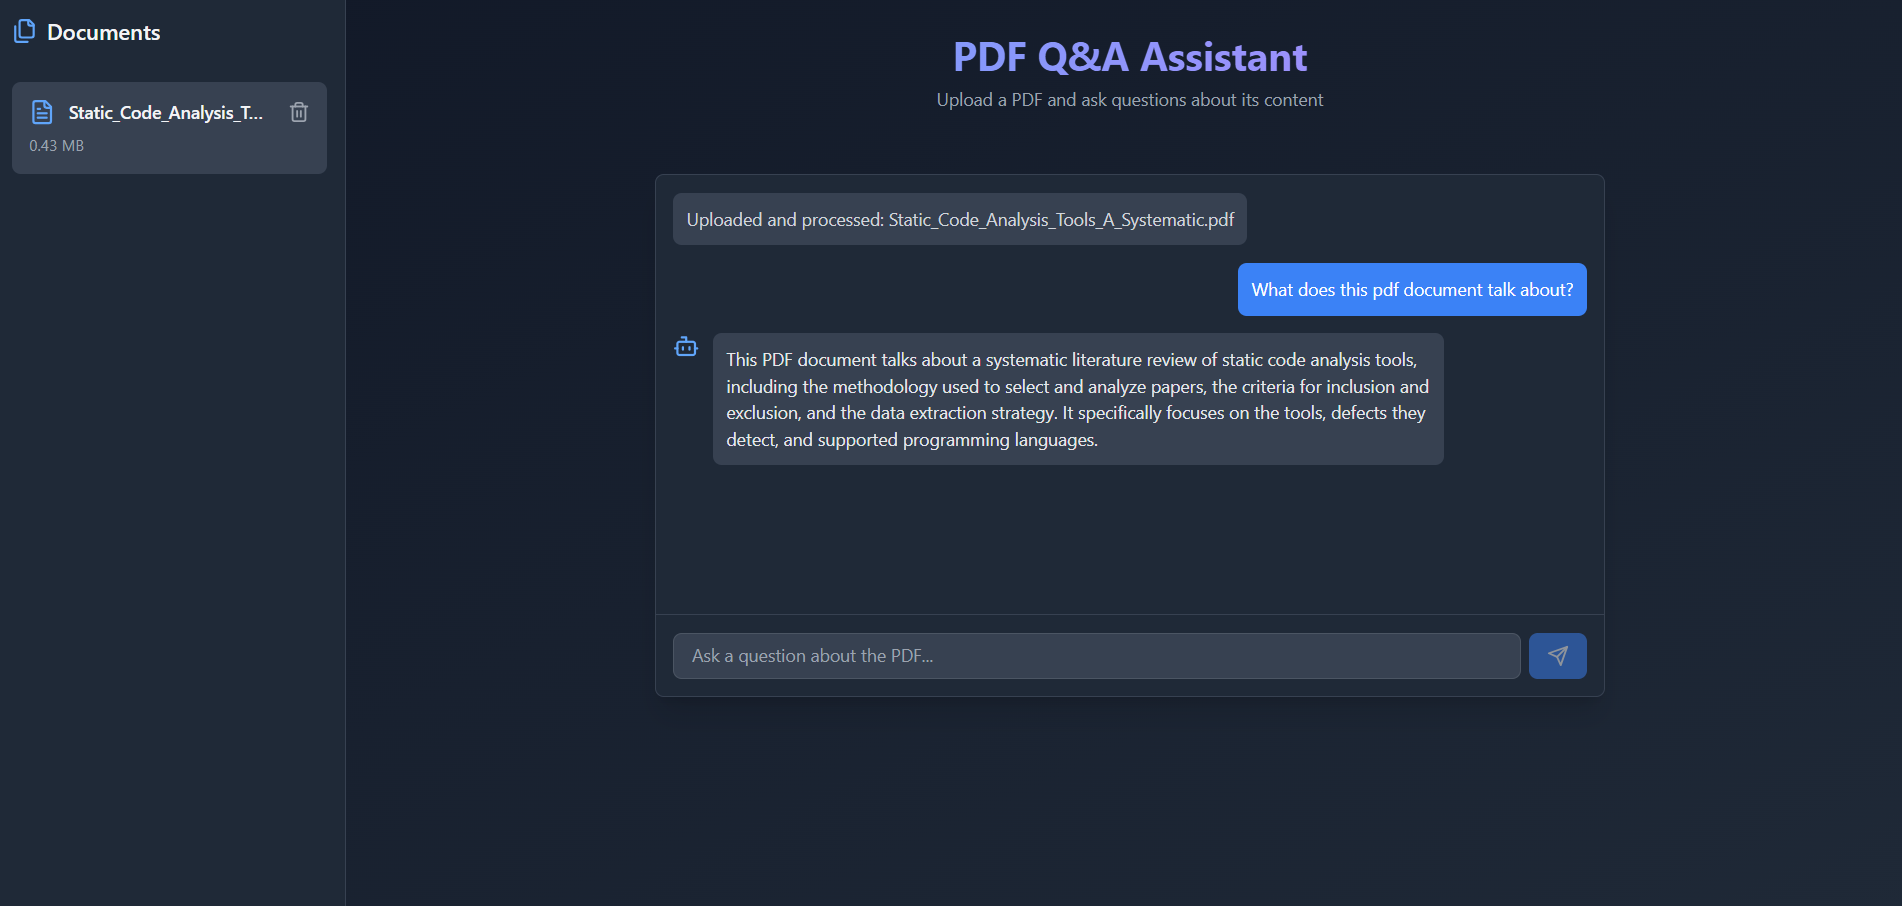 Documents
Static_Code_Analysis_T...
0.43 MB
PDF Q&A Assistant
Upload a PDF and ask questions about its content
Uploaded and processed: Static_Code_Analysis_Tools_A_Systematic.pdf
What does this pdf document talk about?
This PDF document talks about a systematic literature review of static code analysis tools,
including the methodology used to select and analyze papers, the criteria for inclusion and
exclusion, and the data extraction strategy. It specifically focuses on the tools, defects they
detect, and supported programming languages.
Ask a question about the PDF...